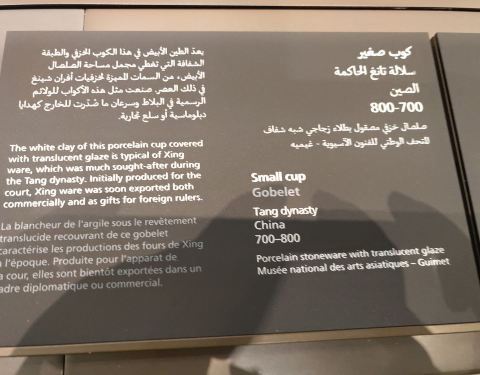 كوب صغير
سلالة تانغ الحاكمة
الصين
800-700
صلصال خزفي مصقول بطلاء زجاجي شبه شفاف
المتحف الوطني للفنون الآسيوية - غيميه
يعدّ الطين الأبيض في هذا الكوب الخزفي والطبقة
الشفافة التي تغطي مجمل مساحة الصلصال
الأبيض، من السمات المميزة لخزفيات أفران شينغ
في ذلك العصر. صنعت مثل هذه الأكواب للولائم
الرسمية في البلاط وسرعان ما صُدّرت للخارج كهدايا
دبلوماسية أو سلع تجارية.
The white clay of this porcelain cup covered
with translucent glaze is typical of Xing
ware, which was much sought-after during
the Tang dynasty. Initially produced for the
court, Xing ware was soon exported both
commercially and as gifts for foreign rulers.
La blancheur de l'argile sous le revêtement
translucide recouvrant de ce gobelet
caractérise les productions des fours de Xing
à l'époque. Produite pour l'apparat de
la cour, elles sont bientôt exportées dans un
cadre diplomatique ou commercial.
Small cup
Gobelet
Tang dynasty
China
700–800
Porcelain stoneware with translucent glaze
Musée national des arts asiatiques – Guimet